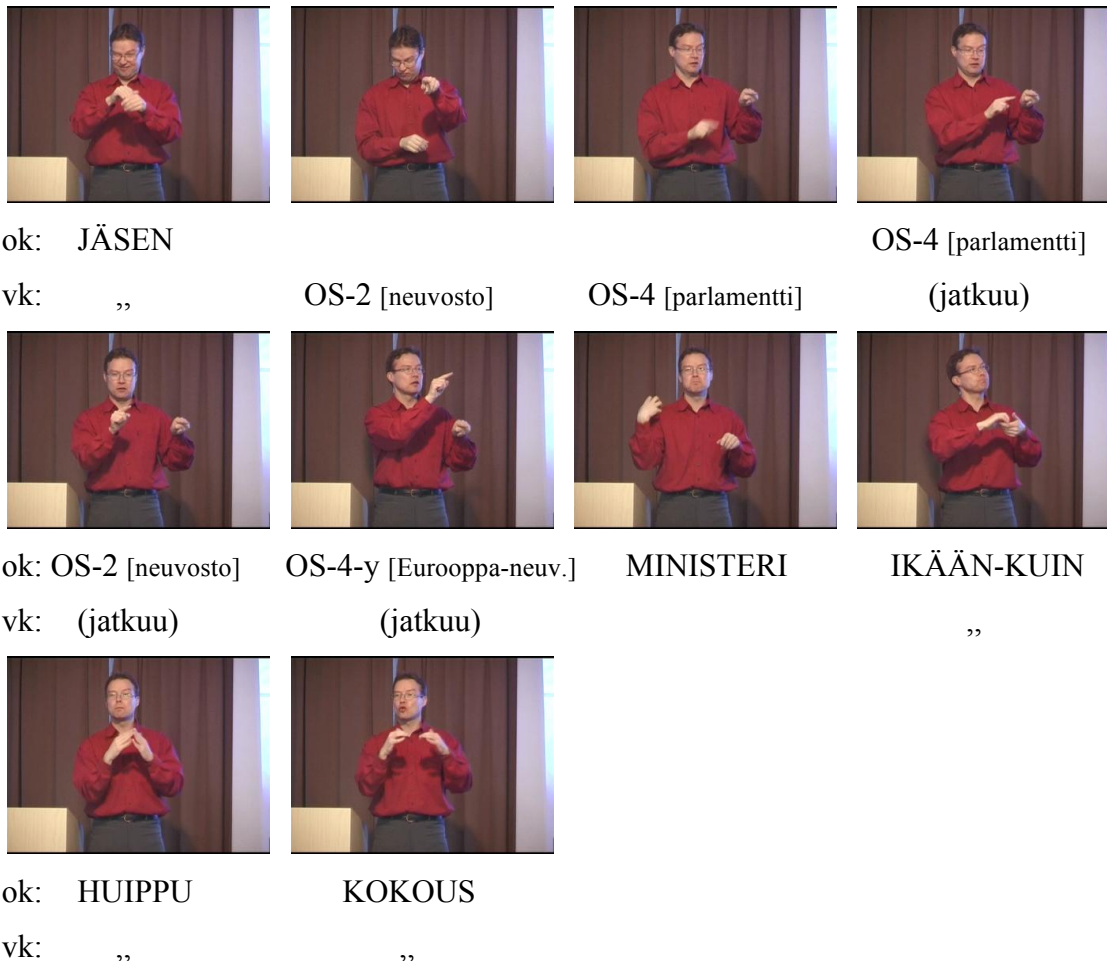 ok: JÄSEN OS-4 [parlamentti]
vk: ,, OS-2 [neuvosto] OS-4 [parlamentti] (jatkuu)
ok: OS-2 [neuvosto] OS-4-y [Eurooppa-neuv.] MINISTERI IKÄÄN-KUIN
vk: (jatkuu) (jatkuu) ,,
ok: HUIPPU KOKOUS
vk: ,, ,,